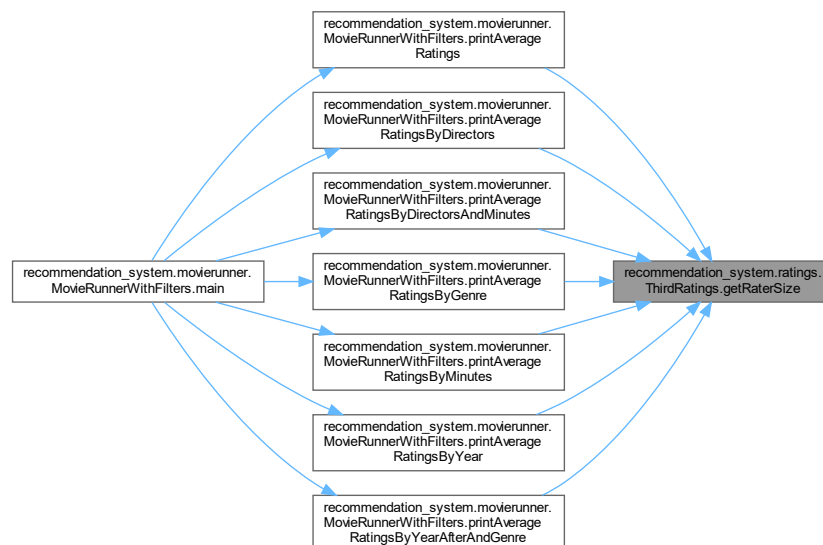 recommendation_system.movierunner.
MovieRunnerWithFilters.printAverage
Ratings
recommendation_system.movierunner.
MovieRunnerWithFilters.printAverage
RatingsByDirectors
recommendation_system.movierunner.
MovieRunnerWithFilters.printAverage
RatingsByDirectorsAndMinutes
recommendation_system.movierunner.
MovieRunnerWithFilters.main
recommendation_system.movierunner.
MovieRunnerWithFilters.printAverage
RatingsByGenre
recommendation_system.ratings.
ThirdRatings.getRaterSize
recommendation_system.movierunner.
MovieRunnerWithFilters.printAverage
RatingsByMinutes
recommendation_system.movierunner.
MovieRunnerWithFilters.printAverage
RatingsByYear
recommendation_system.movierunner.
MovieRunnerWithFilters.printAverage
RatingsByYearAfterAndGenre